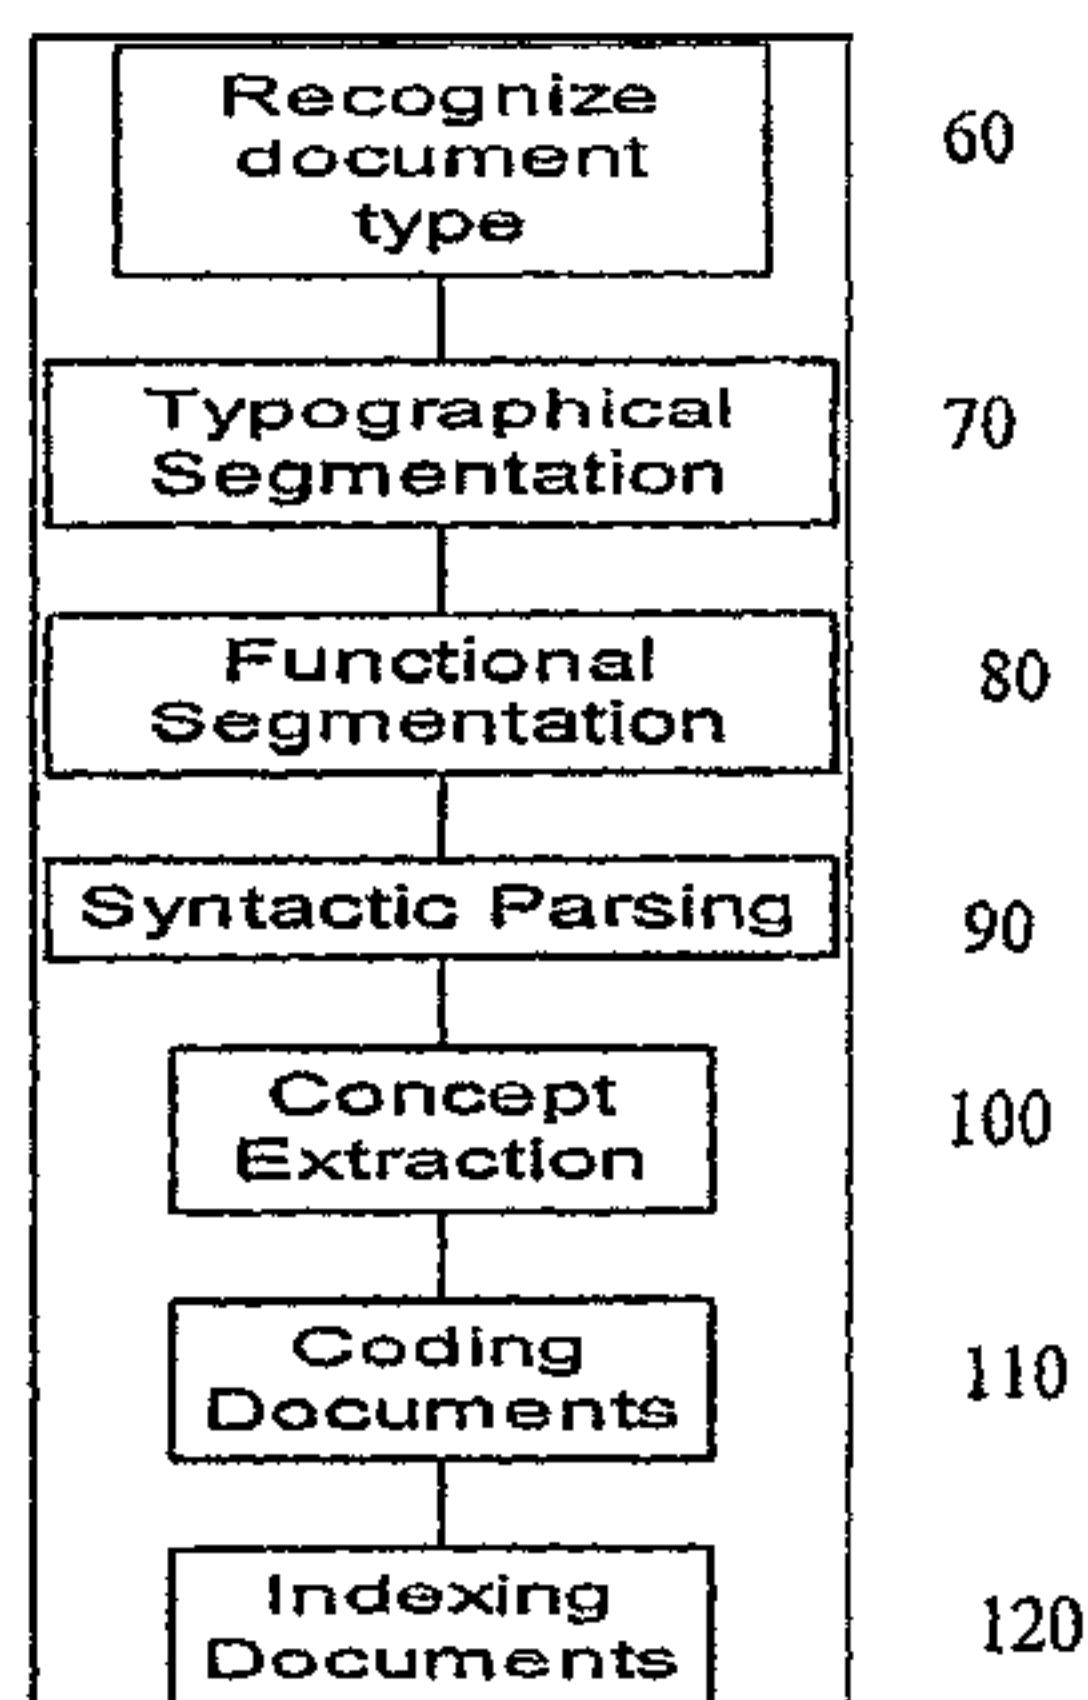 Recognize
document
type
60
Typographical
Segmentation
70
Functional
Segmentation
80
Syntactic Parsing
90
Concept
Extraction
100
Coding
Documents
110
Indexing
Documents
120